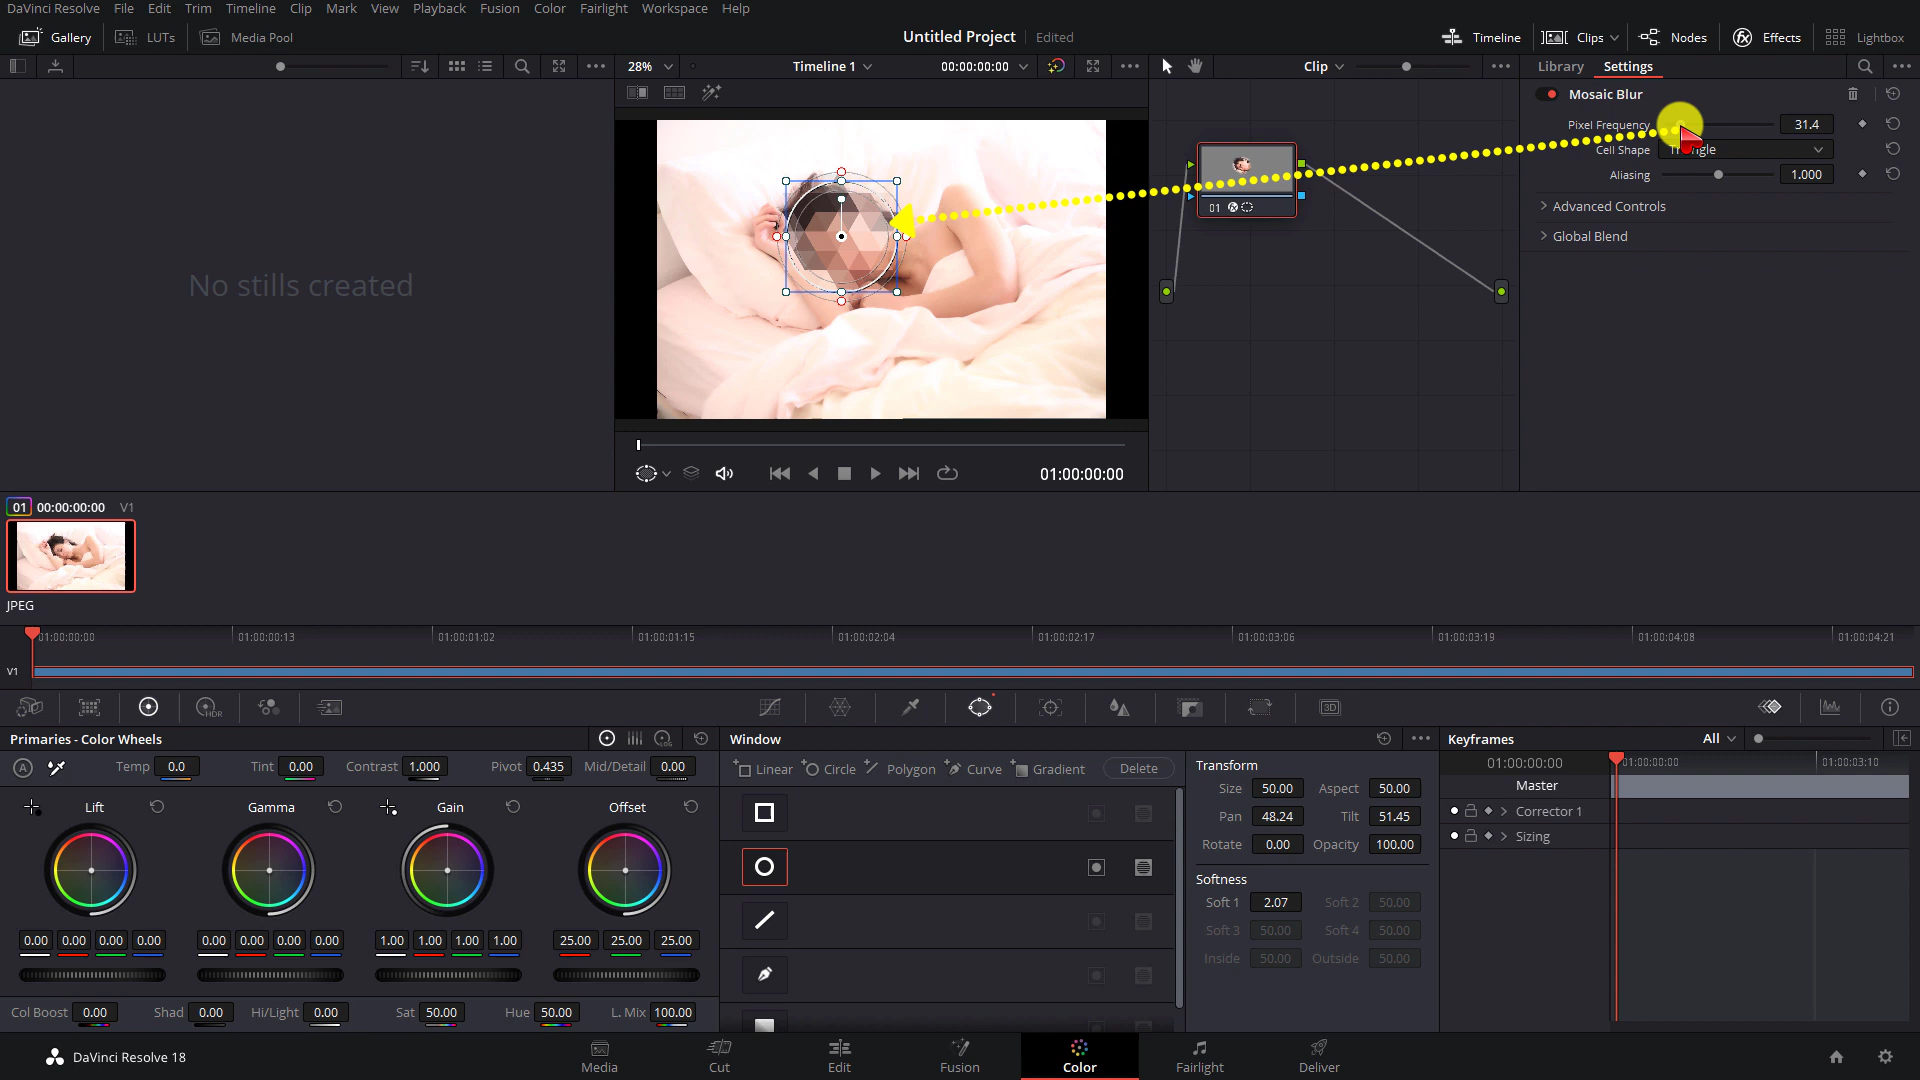 DaVinci Resolve File Edit Trim Timeline Clip Mark View Playback Fusion Color Fairlight Workspace Help
Gallery LUTs Media Pool Untitled Project Edited Timeline Clips Nodes Effects Lightbox
28% Timeline 1 00:00:00:00 Clip Library Settings
Mosaic Blur
Pixel Frequency 31.4
Cell Shape
Aliasing 1.000
Advanced Controls
Global Blend
01
No stills created
01:00:00:00
01 00:00:00:00 V1
JPEG
01:00:00:00 01:00:00:13 01:00:01:02 01:00:01:15 01:00:02:04 01:00:02:17 01:00:03:06 01:00:03:19 01:00:04:08 01:00:04:21
V1
HDR 3D
Primaries - Color Wheels LOG Window Keyframes All
A Temp 0.0 Tint 0.00 Contrast 1.000 Pivot 0.435 Mid/Detail 0.00
Linear Circle Polygon Curve Gradient Delete
Lift Gamma Gain Offset
0.00 0.00 0.00 0.00 0.00 0.00 0.00 0.00 1.00 1.00 1.00 1.00 25.00 25.00 25.00
Col Boost 0.00 Shad 0.00 Hi/Light 0.00 Sat 50.00 Hue 50.00 L. Mix 100.00
Transform
Size 50.00 Aspect 50.00
Pan 48.24 Tilt 51.45
Rotate 0.00 Opacity 100.00
Softness
Soft 1 2.07 Soft 2 50.00
Soft 3 50.00 Soft 4 50.00
Inside 50.00 Outside 50.00
00:00:00:00 01:00:00:00 01:00:03:10
Master
Corrector 1
Sizing
DaVinci Resolve 18 Media Cut Edit Fusion Color Fairlight Deliver